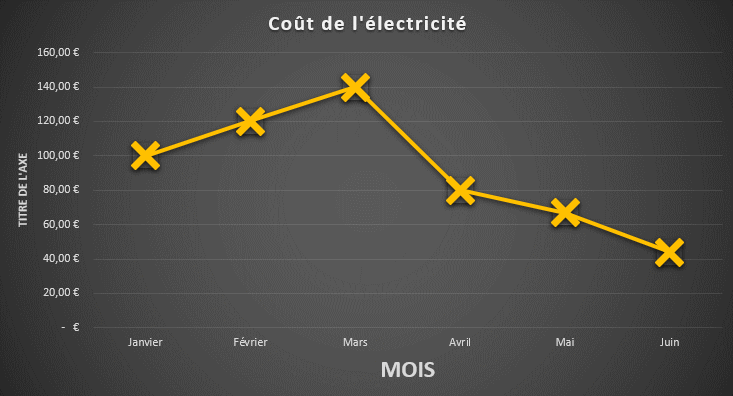 Coût de l'électricité
160,00 €
140,00 €
120,00 €
100,00 €
80,00 €
60,00 €
40,00 €
20,00 €
- €
TITRE DE L'AXE
Janvier Février Mars Avril Mai Juin
MOIS